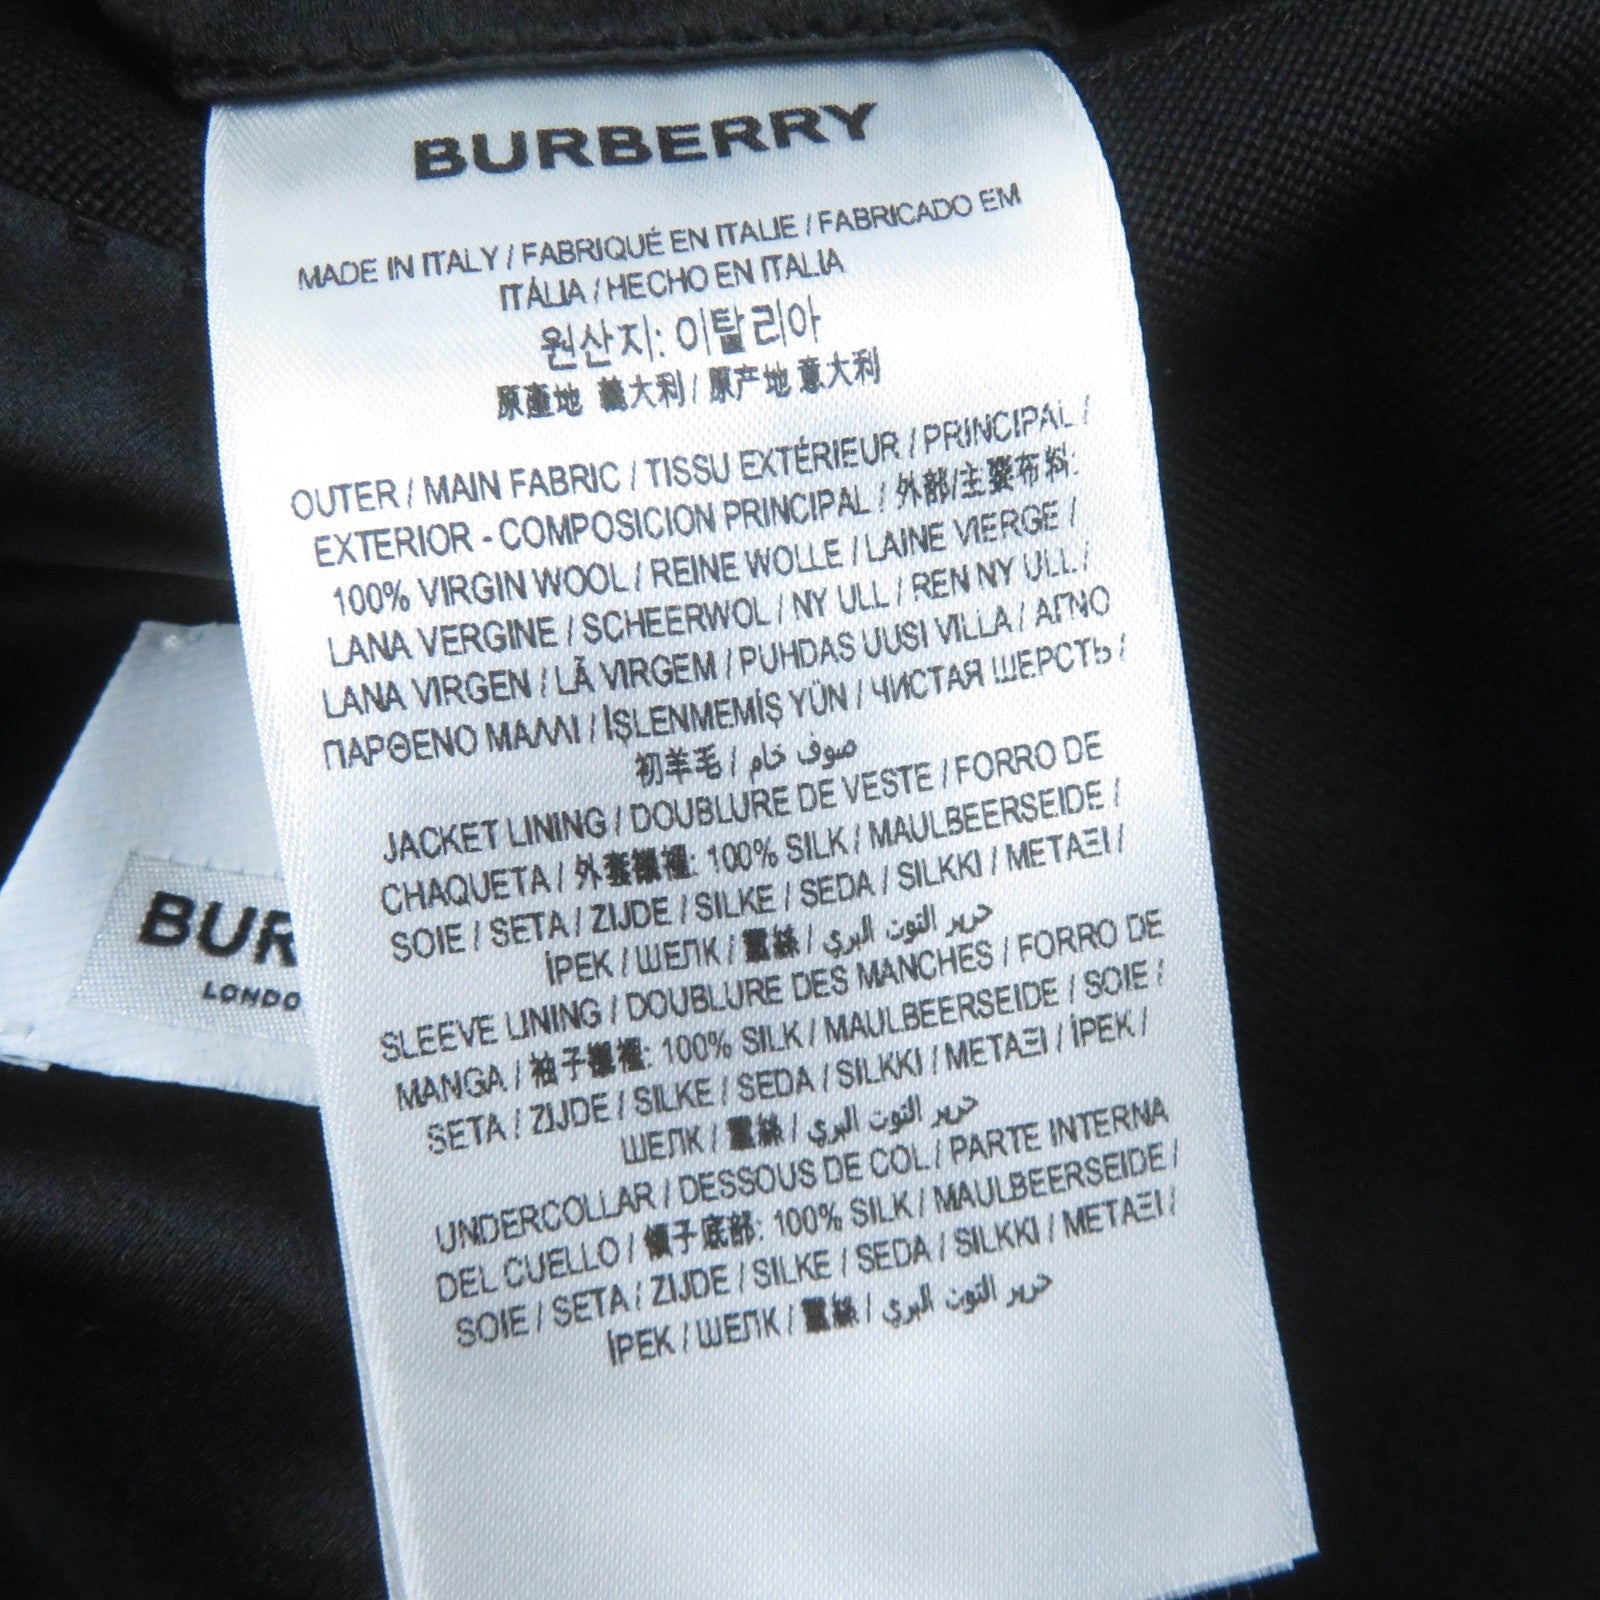 BURBERRY
MADE IN ITALY / FABRIQUÉ EN ITALIE / FABRICADO EM
ITÁLIA / HECHO EN ITALIA
원산지: 이탈리아
原產地 義大利 / 原产地 意大利
OUTER / MAIN FABRIC / TISSU EXTÉRIEUR / PRINCIPAL /
EXTERIOR - COMPOSICION PRINCIPAL / 外部/主要布料:
100% VIRGIN WOOL / REINE WOLLE / LAINE VIERGE /
LANA VERGINE / SCHEERWOL / NY ULL / REN NY ULL /
LANA VIRGEN / LÃ VIRGEM / PUHDAS UUSI VILLA / ΑΓΝΟ
ΠΑΡΘΕΝΟ ΜΑΛΛΙ / İŞLENMEMİŞ YÜN / ЧИСТАЯ ШЕРСТЬ /
初羊毛 / صوف خام
JACKET LINING / DOUBLURE DE VESTE / FORRO DE
CHAQUETA / 外套襯裡: 100% SILK / MAULBEERSEIDE /
SOIE / SETA / ZIJDE / SILKE / SEDA / SILKKI / ΜΕΤΑΞΙ /
İPEK / ШЕЛК / 蠶絲 / حرير التوت البري
SLEEVE LINING / DOUBLURE DES MANCHES / FORRO DE
MANGA / 袖子襯裡: 100% SILK / MAULBEERSEIDE / SOIE /
SETA / ZIJDE / SILKE / SEDA / SILKKI / ΜΕΤΑΞΙ / İPEK /
ШЕЛК / 蠶絲 / حرير التوت البري
UNDERCOLLAR / DESSOUS DE COL / PARTE INTERNA
DEL CUELLO / 領子底部: 100% SILK / MAULBEERSEIDE /
SOIE / SETA / ZIJDE / SILKE / SEDA / SILKKI / ΜΕΤΑΞΙ /
İPEK / ШЕЛК / 蠶絲 / حرير التوت البري
BUR
LONDO